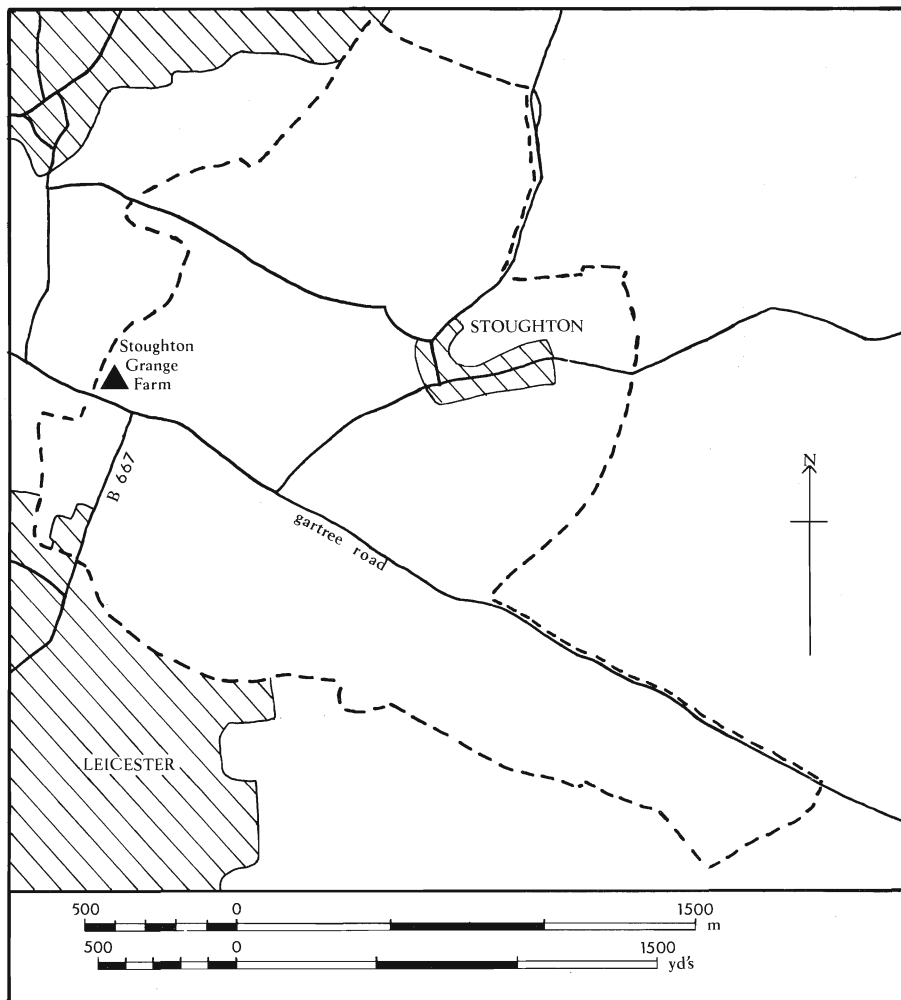 STOUGHTON
Stoughton
Grange
Farm
B 667
N
gartree road
LEICESTER
500 0 1500
m
500 0 1500
yd's